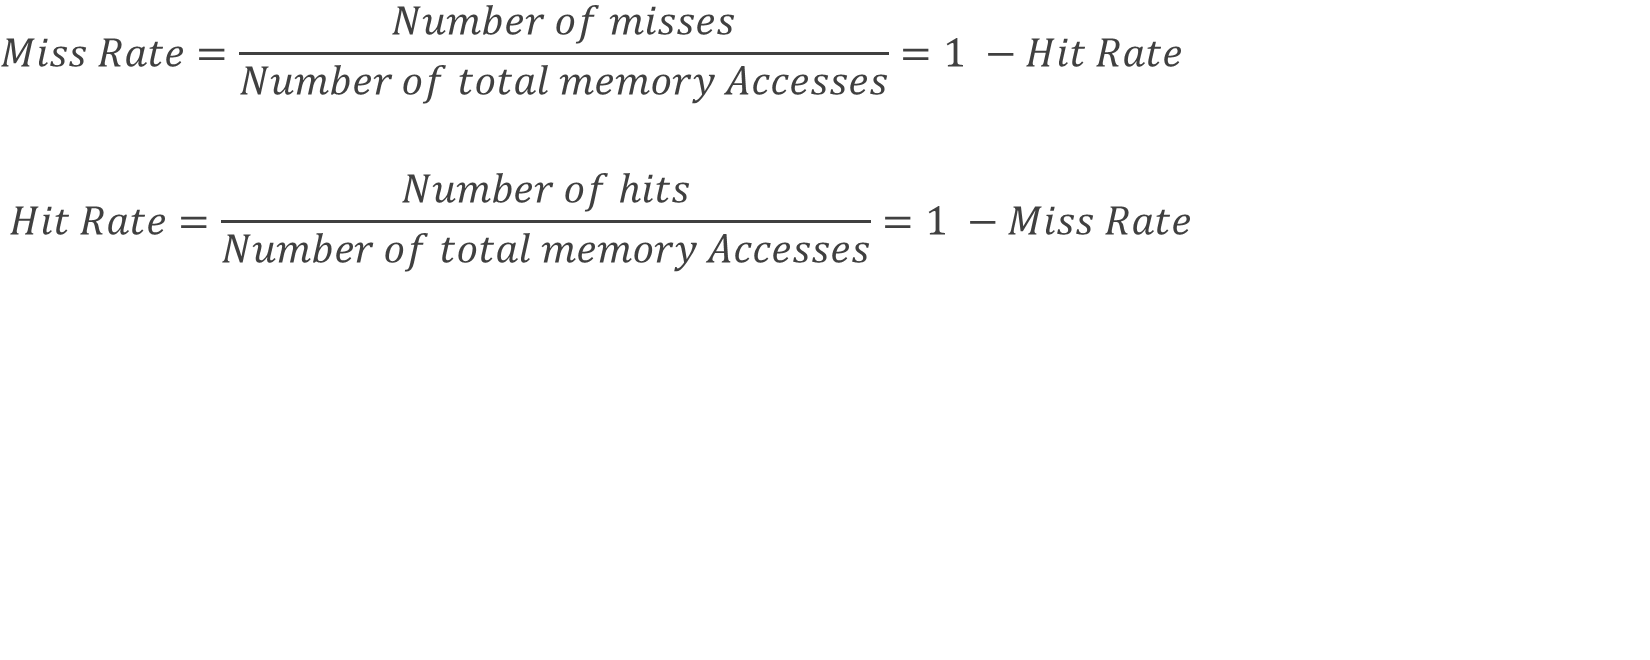 Number of misses
Miss Rate = = 1 − Hit Rate
Number of total memory Accesses
Number of hits
Hit Rate = = 1 − Miss Rate
Number of total memory Accesses